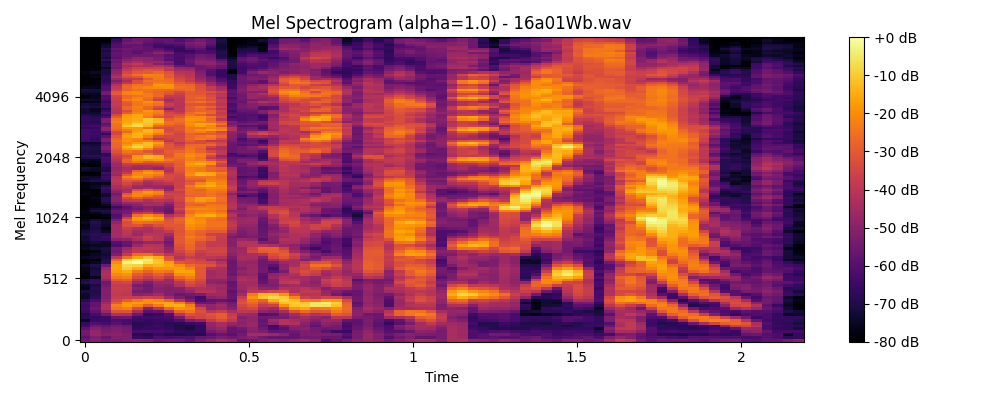 Mel Spectrogram (alpha=1.0) - 16a01Wb.wav
Mel Frequency
4096
2048
1024
512
0
0
0.5
1
1.5
2
Time
+0 dB
-10 dB
-20 dB
-30 dB
-40 dB
-50 dB
-60 dB
-70 dB
-80 dB